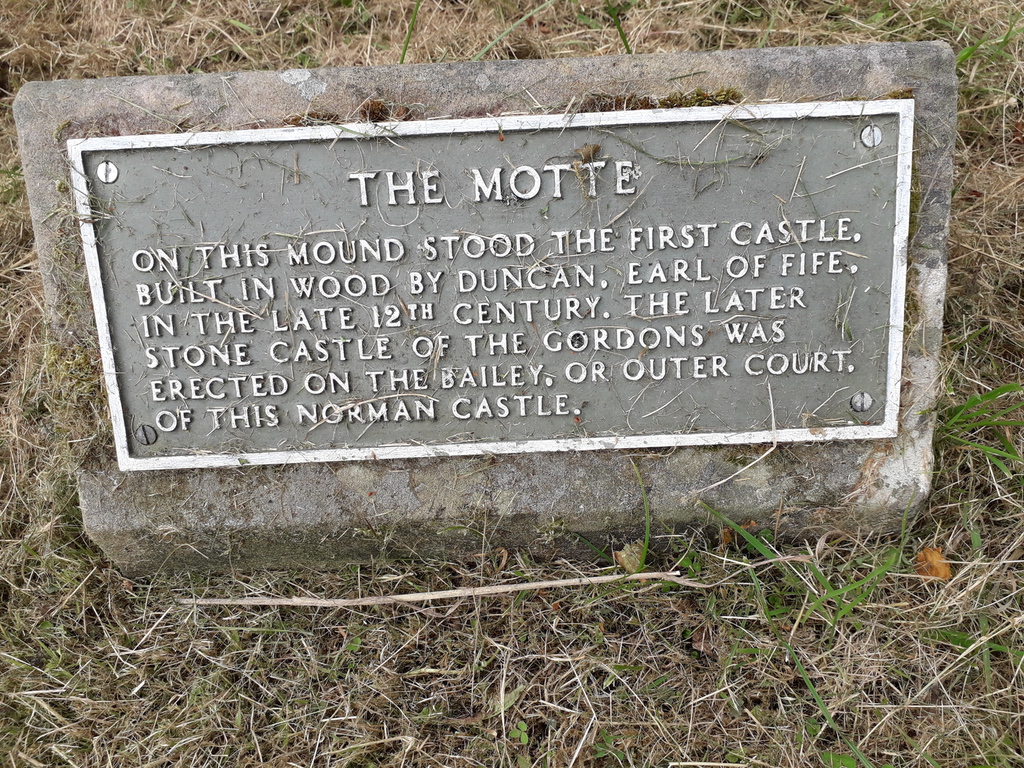 THE MOTTE
ON THIS MOUND STOOD THE FIRST CASTLE,
BUILT IN WOOD BY DUNCAN, EARL OF FIFE,
IN THE LATE 12TH CENTURY. THE LATER
STONE CASTLE OF THE GORDONS WAS
ERECTED ON THE BAILEY, OR OUTER COURT,
OF THIS NORMAN CASTLE.